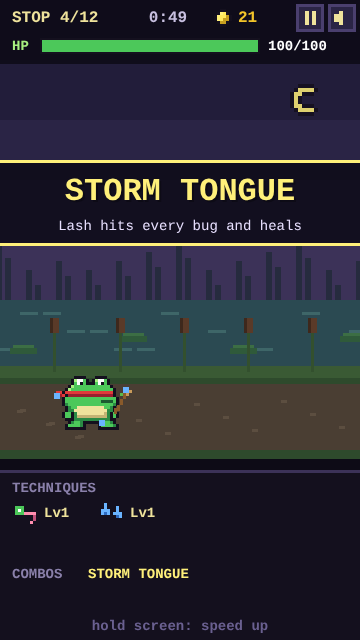 STOP 4/12 0:49 21
HP 100/100
STORM TONGUE
Lash hits every bug and heals
TECHNIQUES
Lv1 Lv1
COMBOS STORM TONGUE
hold screen: speed up